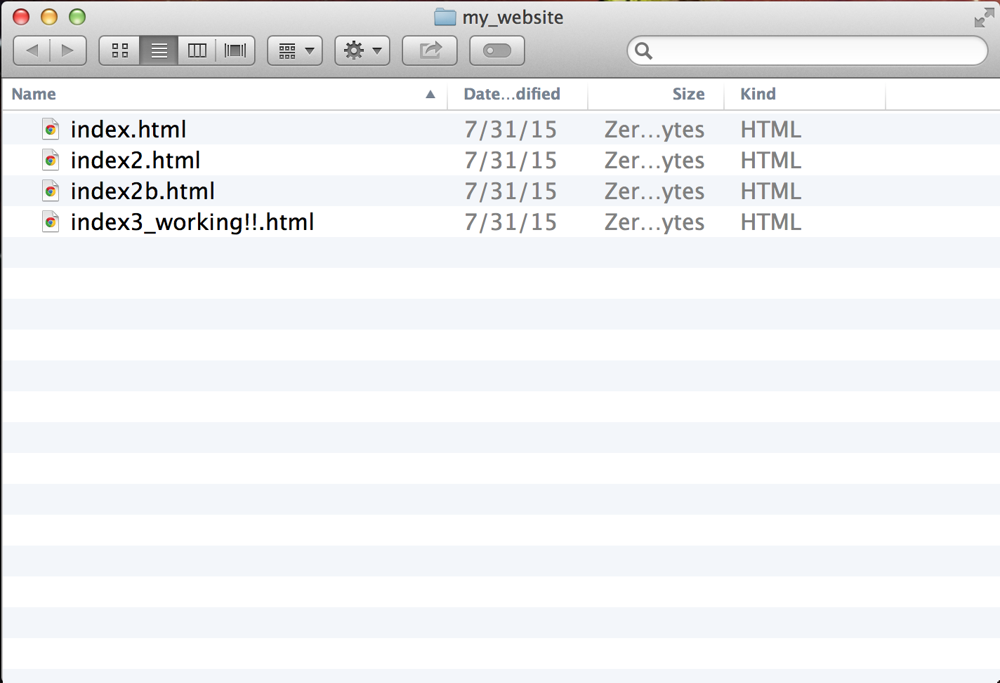 my_website
Name Date...dified Size Kind
index.html 7/31/15 Zer...ytes HTML
index2.html 7/31/15 Zer...ytes HTML
index2b.html 7/31/15 Zer...ytes HTML
index3_working!!.html 7/31/15 Zer...ytes HTML